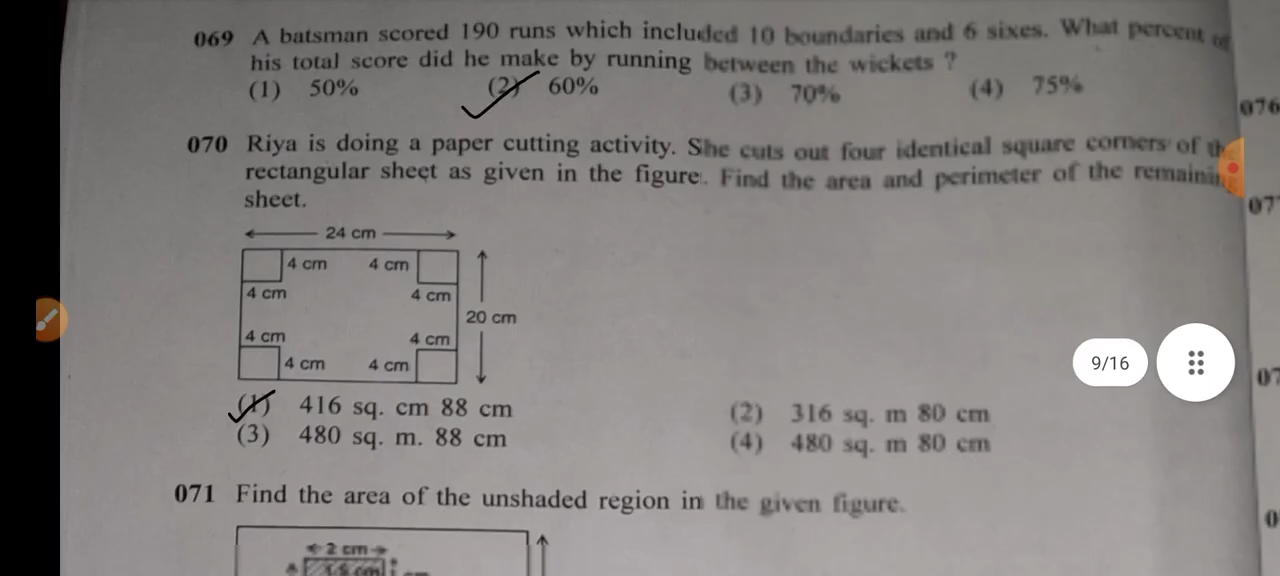 069 A batsman scored 190 runs which included 10 boundaries and 6 sixes. What percent of
his total score did he make by running between the wickets ?
(1) 50% (2) 60% (3) 70% (4) 75%
076
070 Riya is doing a paper cutting activity. She cuts out four identical square corners of
rectangular sheet as given in the figure. Find the area and perimeter of the
sheet.
24 cm
4 cm 4 cm
4 cm 4 cm
20 cm
4 cm 4 cm
4 cm 4 cm
9/16
(1) 416 sq. cm 88 cm (2) 316 sq. m 80 cm
(3) 480 sq. m. 88 cm (4) 480 sq. m 80 cm
071 Find the area of the unshaded region in the given figure.
2 cm